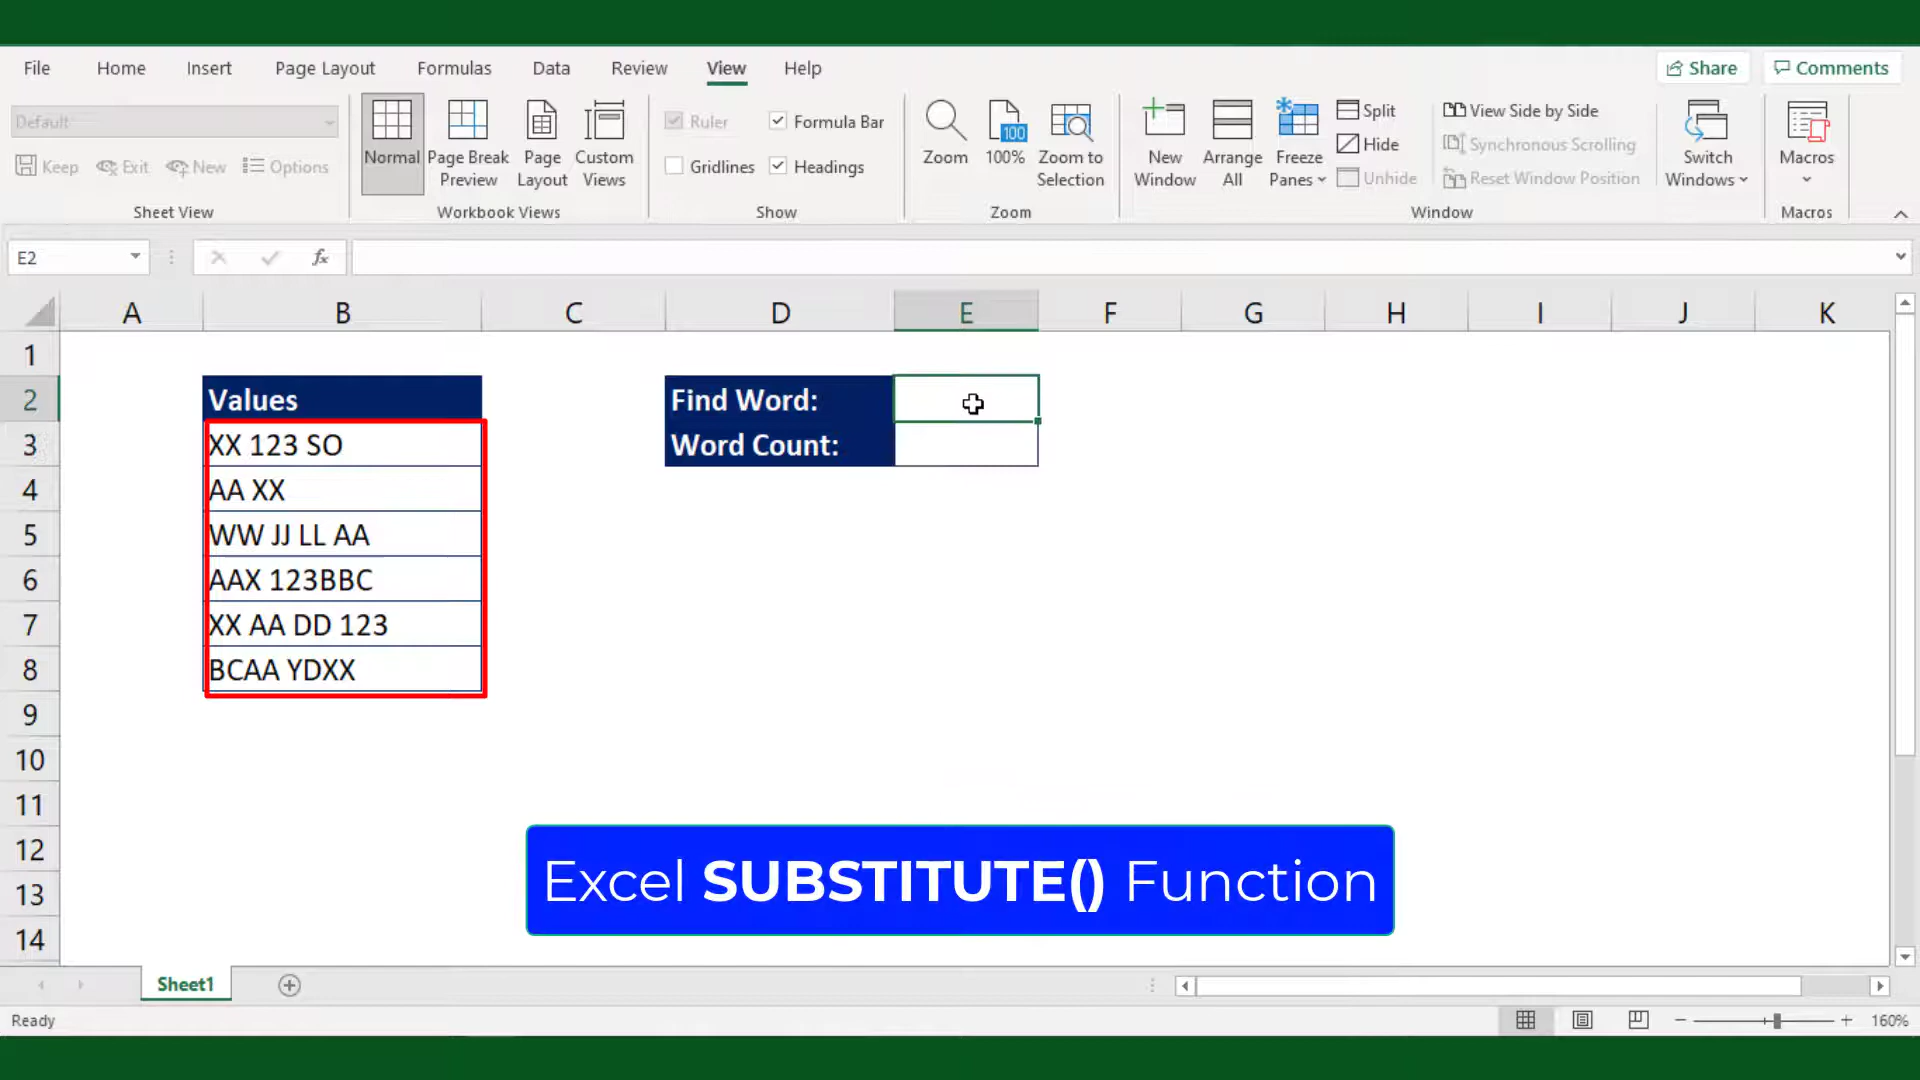 File Home Insert Page Layout Formulas Data Review View Help Share Comments
Default
Keep Exit New Options
Sheet View
Normal
Page Break Preview
Page Layout
Custom Views
Workbook Views
Ruler Formula Bar
Gridlines Headings
Show
Zoom
100
100%
Zoom to Selection
Zoom
New Window
Arrange All
Freeze Panes
Split
Hide
Unhide
View Side by Side
Synchronous Scrolling
Reset Window Position
Window
Switch Windows
Macros
Macros
E2 fx
A B C D E F G H I J K
1
2 Values Find Word:
3 XX 123 SO Word Count:
4 AA XX
5 WW JJ LL AA
6 AAX 123BBC
7 XX AA DD 123
8 BCAA YDXX
9
10
11
12
13
14
Excel SUBSTITUTE() Function
Sheet1
Ready 160%